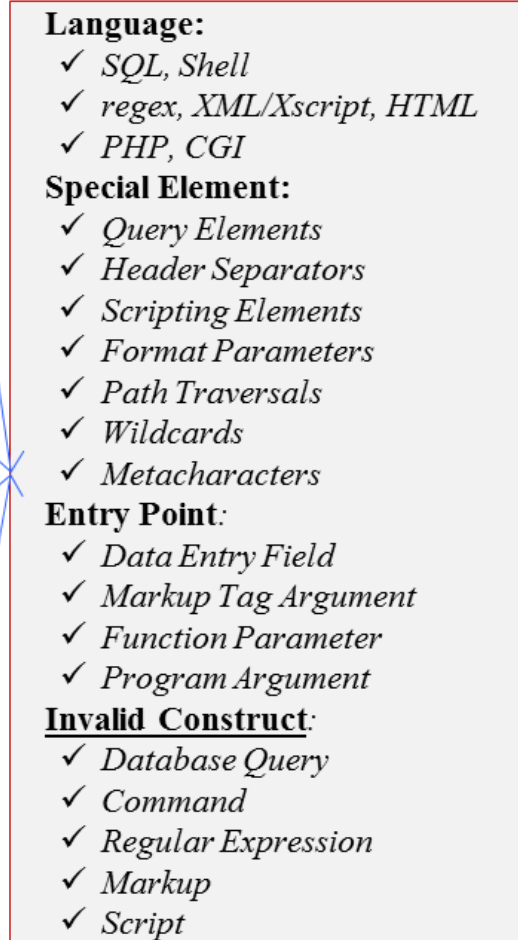 Language:
✓ SQL, Shell
✓ regex, XML/Xscript, HTML
✓ PHP, CGI
Special Element:
✓ Query Elements
✓ Header Separators
✓ Scripting Elements
✓ Format Parameters
✓ Path Traversals
✓ Wildcards
✓ Metacharacters
Entry Point:
✓ Data Entry Field
✓ Markup Tag Argument
✓ Function Parameter
✓ Program Argument
Invalid Construct:
✓ Database Query
✓ Command
✓ Regular Expression
✓ Markup
✓ Script